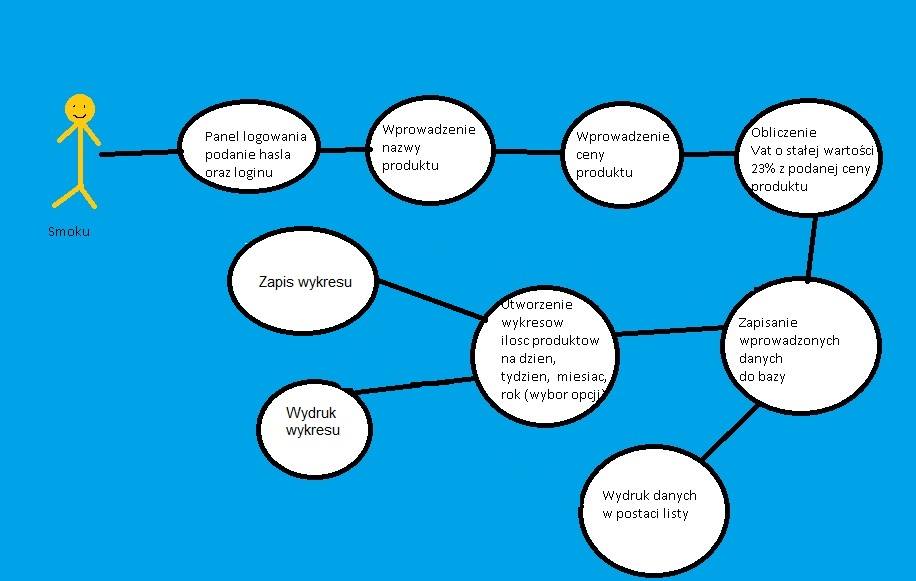 Panel logowania
podanie hasla
oraz loginu
Wprowadzenie
nazwy
produktu
Wprowadzenie
ceny
produktu
Obliczenie
Vat o stałej wartości
23% z podanej ceny
produktu
Smoku
Zapis wykresu
Utworzenie
wykresow
ilosc produktow
na dzien,
tydzien, miesiac,
rok (wybor opcji)
Zapisanie
wprowadzonych
danych
do bazy
Wydruk
wykresu
Wydruk danych
w postaci listy